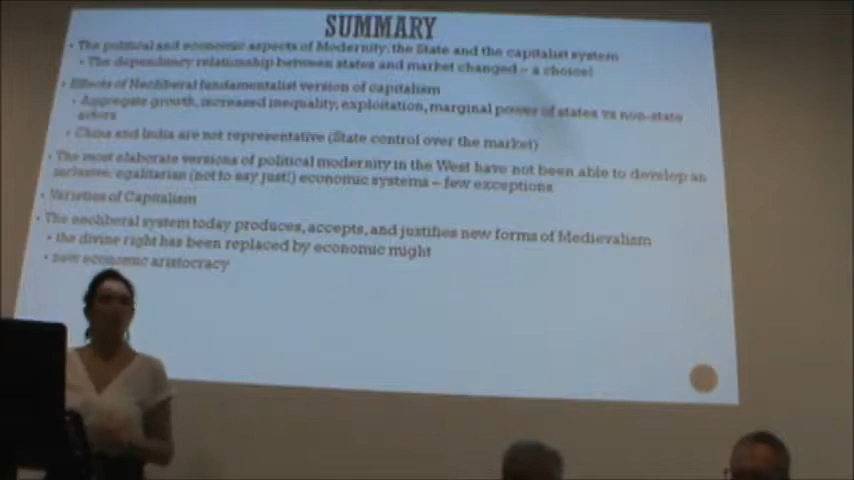 SUMMARY
• The political and economic aspects of Modernity: the State and the capitalist system
• The dependency relationship between states and market changed – a choice!
• Effects of Neoliberal fundamentalist version of capitalism
• Aggregate growth, increased inequality, exploitation, marginal power of states vs non-state
actors
• China and India are not representative (State control over the market)
• The most elaborate versions of political modernity in the West have not been able to develop an
inclusive, egalitarian (not to say just!) economic systems – few exceptions
• Varieties of Capitalism
• The neoliberal system today produces, accepts, and justifies new forms of Medievalism
• the divine right has been replaced by economic might
• new economic aristocracy